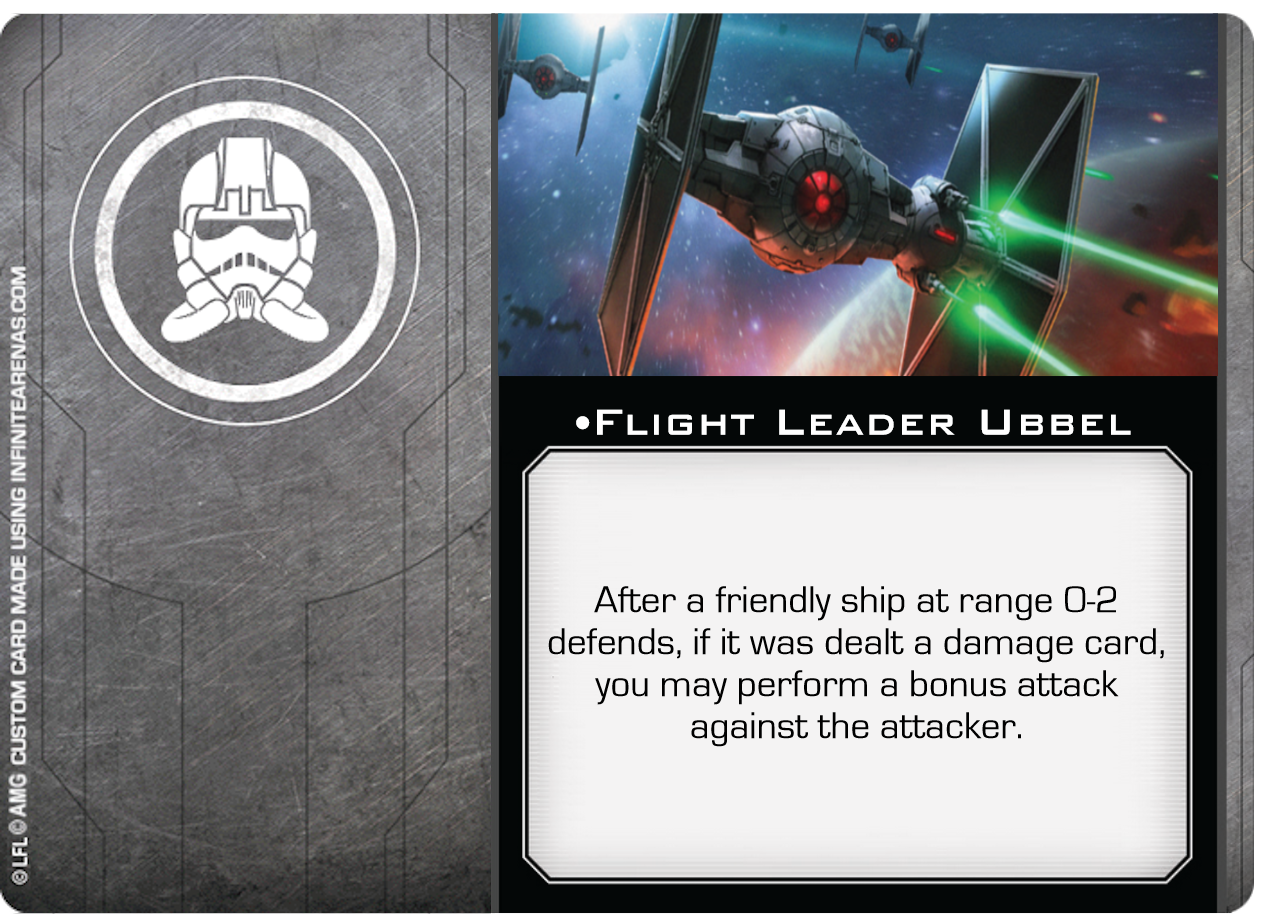 •Flight Leader Ubbel
After a friendly ship at range 0-2
defends, if it was dealt a damage card,
you may perform a bonus attack
against the attacker.
©LFL ©AMG CUSTOM CARD MADE USING INFINITEARENAS.COM